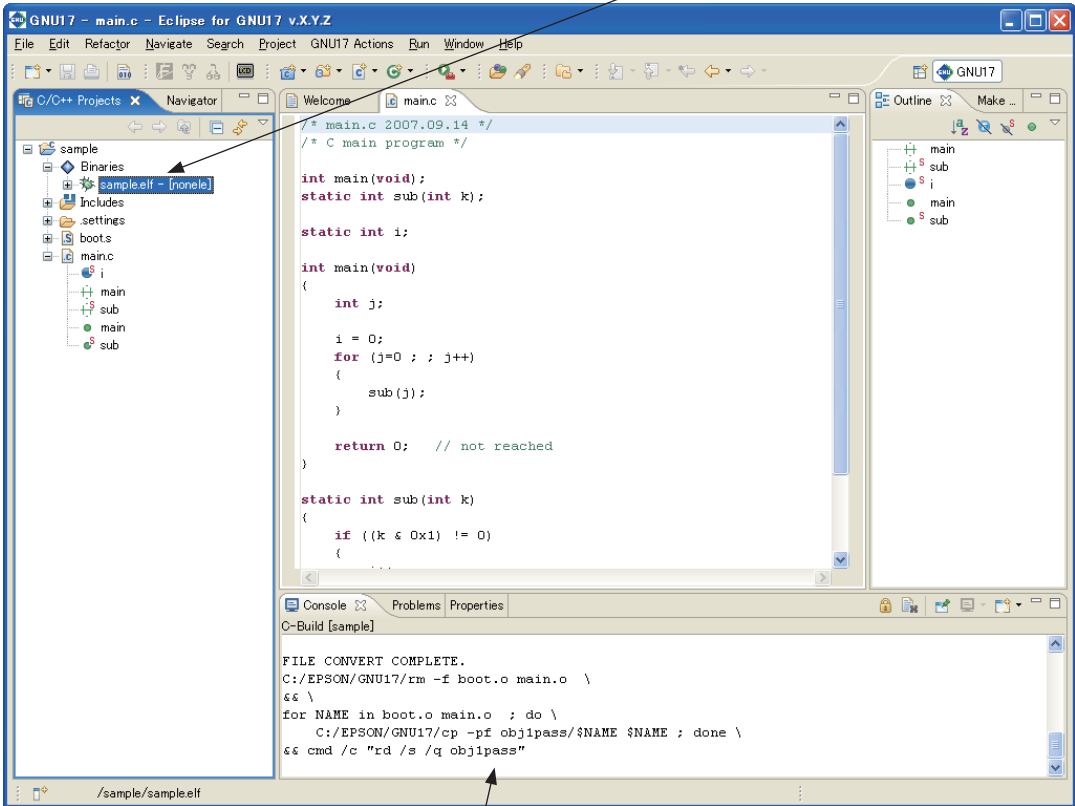 GNU17 - main.c - Eclipse for GNU17 v.X.Y.Z
File Edit Refactor Navigate Search Project GNU17 Actions Run Window Help
GNU17
C/C++ Projects Navigator
sample
Binaries
sample.elf - [nonele]
Includes
.settings
boot.s
main.c
i
main
S sub
main
S sub
Welcome main.c
/* main.c 2007.09.14 */
/* C main program */
int main(void);
static int sub(int k);
static int i;
int main(void)
{
int j;
i = 0;
for (j=0 ; ; j++)
{
sub(j);
}
return 0; // not reached
}
static int sub(int k)
{
if ((k & 0x1) != 0)
{
Outline Make ...
main
S sub
S i
main
S sub
Console Problems Properties
C-Build [sample]
FILE CONVERT COMPLETE.
C:/EPSON/GNU17/rm -f boot.o main.o \
&& \
for NAME in boot.o main.o ; do \
C:/EPSON/GNU17/cp -pf obj1pass/$NAME $NAME ; done \
&& cmd /c "rd /s /q obj1pass"
/sample/sample.elf